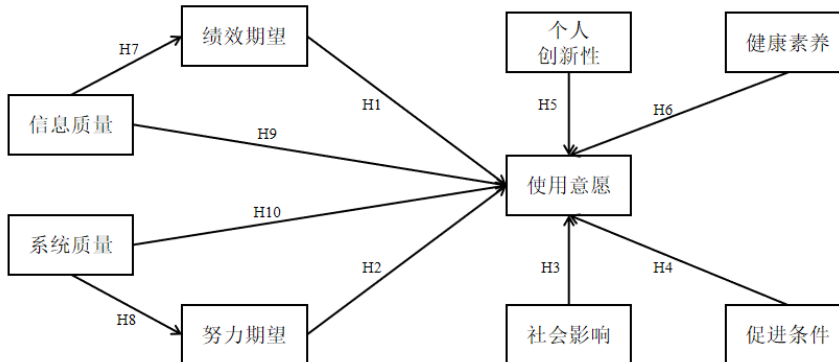 绩效期望
个人
创新性
健康素养
H7
H1
H5
H6
信息质量
H9
使用意愿
系统质量
H10
H2
H3
H4
H8
努力期望
社会影响
促进条件